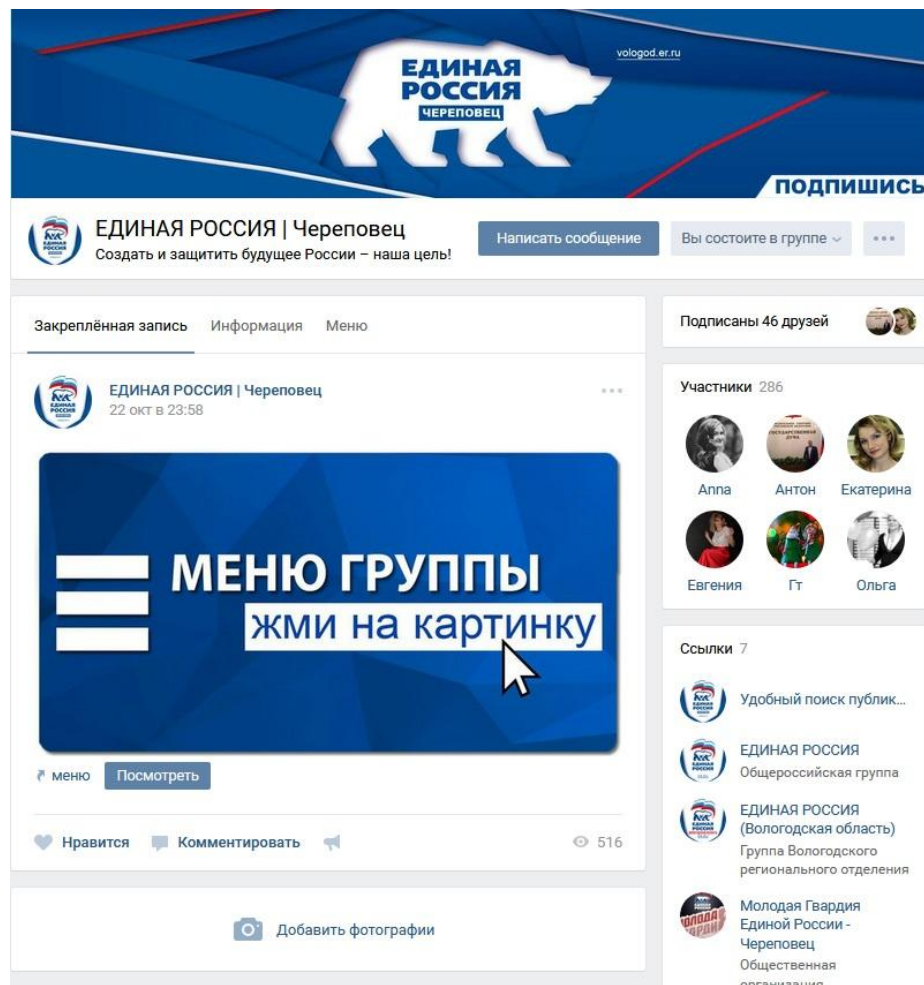 ЕДИНАЯ
РОССИЯ
ЧЕРЕПОВЕЦ
vologod.er.ru
ПОДПИШИСЬ
ЕДИНАЯ РОССИЯ | Череповец
Создать и защитить будущее России – наша цель!
Написать сообщение
Вы состоите в группе
Закреплённая запись Информация Меню
ЕДИНАЯ РОССИЯ | Череповец
22 окт в 23:58
МЕНЮ ГРУППЫ
жми на картинку
меню Посмотреть
Нравится Комментировать 516
Добавить фотографии
Подписаны 46 друзей
Участники 286
Anna Антон Екатерина
Евгения Гт Ольга
Ссылки 7
Удобный поиск публик...
ЕДИНАЯ РОССИЯ
Общероссийская группа
ЕДИНАЯ РОССИЯ
(Вологодская область)
Группа Вологодского
регионального отделения
Молодая Гвардия
Единой России -
Череповец
Общественная
организация